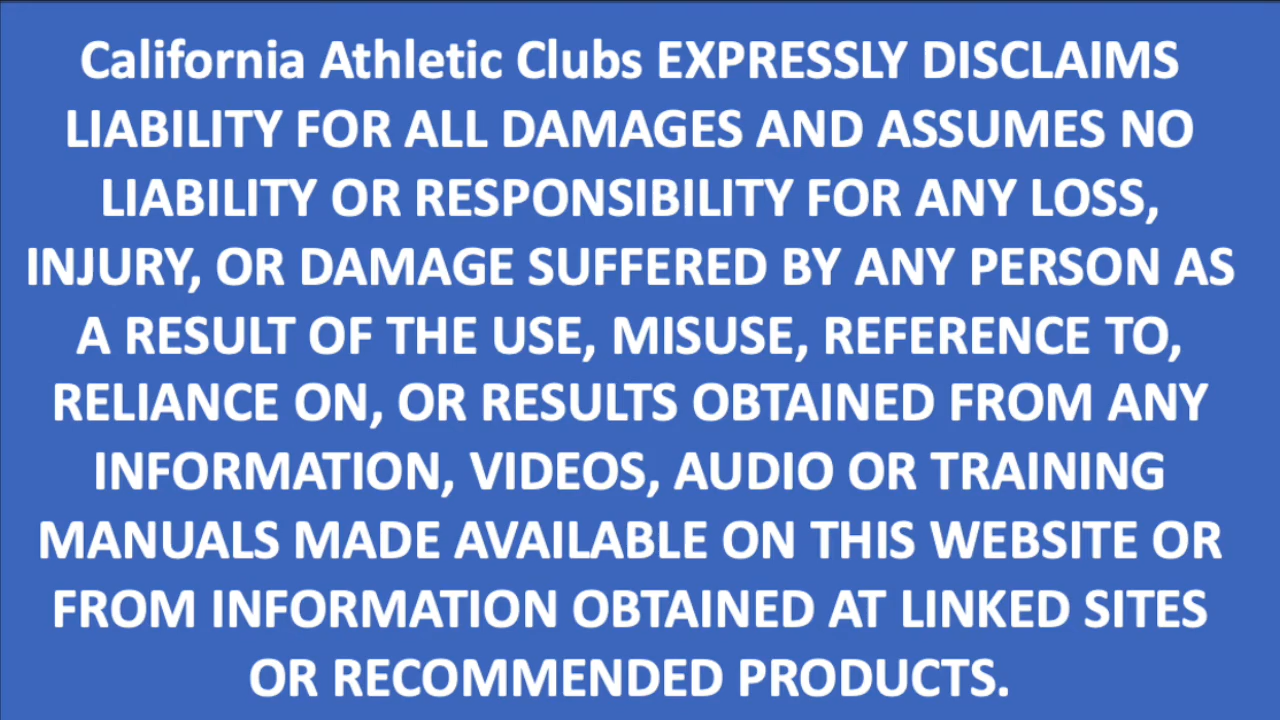 California Athletic Clubs EXPRESSLY DISCLAIMS
LIABILITY FOR ALL DAMAGES AND ASSUMES NO
LIABILITY OR RESPONSIBILITY FOR ANY LOSS,
INJURY, OR DAMAGE SUFFERED BY ANY PERSON AS
A RESULT OF THE USE, MISUSE, REFERENCE TO,
RELIANCE ON, OR RESULTS OBTAINED FROM ANY
INFORMATION, VIDEOS, AUDIO OR TRAINING
MANUALS MADE AVAILABLE ON THIS WEBSITE OR
FROM INFORMATION OBTAINED AT LINKED SITES
OR RECOMMENDED PRODUCTS.